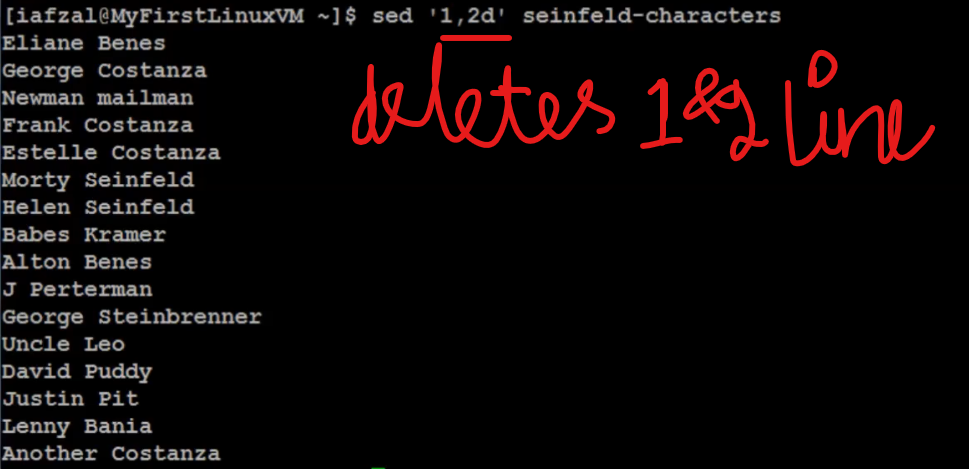 [iafzal@MyFirstLinuxVM ~]$ sed '1,2d' seinfeld-characters
Eliane Benes
George Costanza
Newman mailman
Frank Costanza
Estelle Costanza
Morty Seinfeld
Helen Seinfeld
Babes Kramer
Alton Benes
J Perterman
George Steinbrenner
Uncle Leo
David Puddy
Justin Pit
Lenny Bania
Another Costanza
deletes 1&2 line